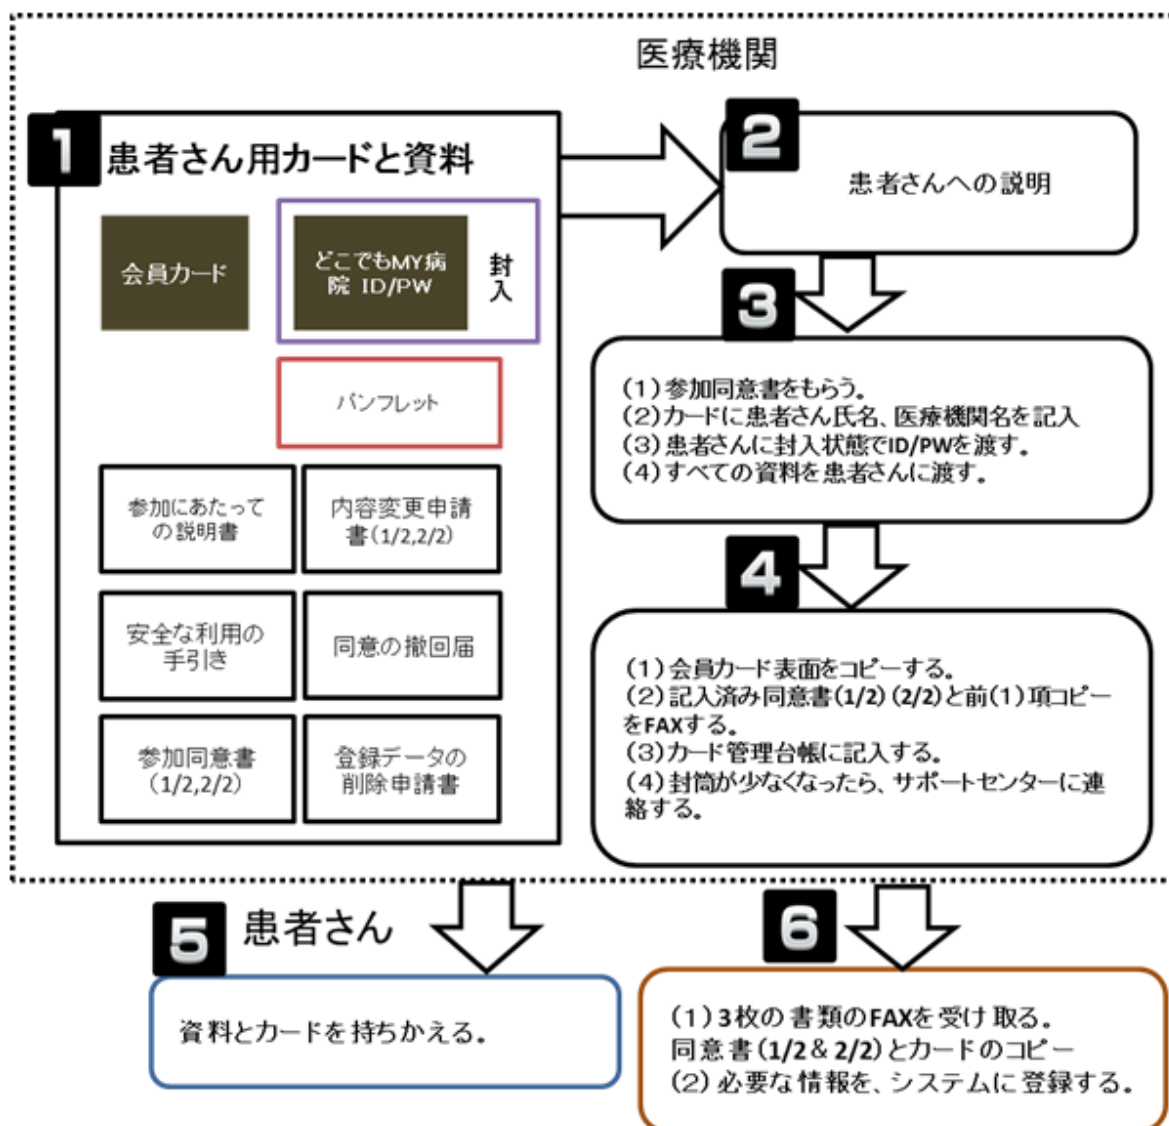 医療機関
1
患者さん用カードと資料
会員カード
どこでもMY病
院 ID/PW
封
入
パンフレット
参加にあたって
の説明書
内容変更申請
書(1/2,2/2)
安全な利用の
手引き
同意の撤回届
参加同意書
(1/2,2/2)
登録データの
削除申請書
2
患者さんへの説明
3
(1)参加同意書をもらう。
(2)カードに患者さん氏名、医療機関名を記入
(3)患者さんに封入状態でID/PWを渡す。
(4)すべての資料を患者さんに渡す。
4
(1)会員カード表面をコピーする。
(2)記入済み同意書(1/2)(2/2)と前(1)項コピー
をFAXする。
(3)カード管理台帳に記入する。
(4)封筒が少なくなったら、サポートセンターに連
絡する。
5
患者さん
資料とカードを持ちかえる。
6
(1)3枚の書類のFAXを受け取る。
同意書(1/2&2/2)とカードのコピー
(2)必要な情報を、システムに登録する。